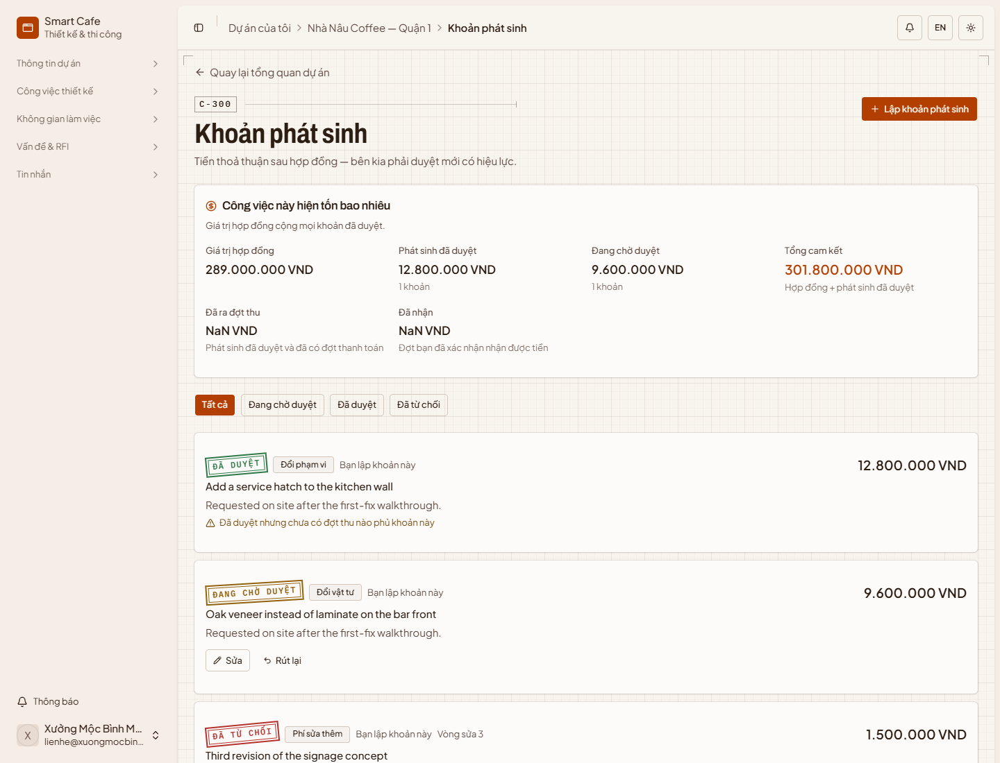 Smart Cafe
Thiết kế & thi công
Thông tin dự án
Công việc thiết kế
Không gian làm việc
Vấn đề & RFI
Tin nhắn
Thông báo
X
Xưởng Mộc Bình M...
lienhe@xuongmocbin...
Dự án của tôi > Nhà Nâu Coffee — Quận 1 > Khoản phát sinh
EN
Quay lại tổng quan dự án
C-300
Khoản phát sinh
Tiền thoả thuận sau hợp đồng — bên kia phải duyệt mới có hiệu lực.
+ Lập khoản phát sinh
Công việc này hiện tốn bao nhiêu
Giá trị hợp đồng cộng mọi khoản đã duyệt.
Giá trị hợp đồng
289.000.000 VND
Phát sinh đã duyệt
12.800.000 VND
1 khoản
Đang chờ duyệt
9.600.000 VND
1 khoản
Tổng cam kết
301.800.000 VND
Hợp đồng + phát sinh đã duyệt
Đã ra đợt thu
NaN VND
Phát sinh đã duyệt và đã có đợt thanh toán
Đã nhận
NaN VND
Đợt bạn đã xác nhận nhận được tiền
Tất cả
Đang chờ duyệt
Đã duyệt
Đã từ chối
ĐÃ DUYỆT Đổi phạm vi Bạn lập khoản này
12.800.000 VND
Add a service hatch to the kitchen wall
Requested on site after the first-fix walkthrough.
Đã duyệt nhưng chưa có đợt thu nào phủ khoản này
ĐANG CHỜ DUYỆT Đổi vật tư Bạn lập khoản này
9.600.000 VND
Oak veneer instead of laminate on the bar front
Requested on site after the first-fix walkthrough.
Sửa
Rút lại
ĐÃ TỪ CHỐI Phí sửa thêm Bạn lập khoản này Vòng sửa 3
1.500.000 VND
Third revision of the signage concept